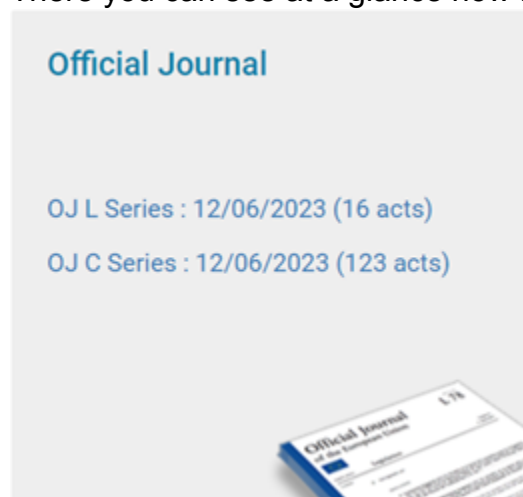 Official Journal
OJ L Series : 12/06/2023 (16 acts)
OJ C Series : 12/06/2023 (123 acts)
Official Journal
of the European Union
L 78
Legislation